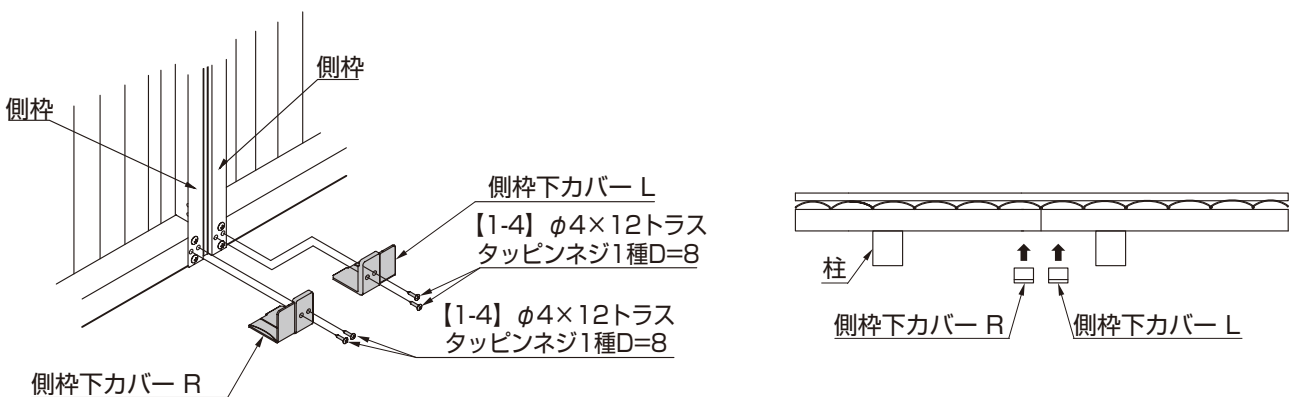 側枠
側枠
側枠下カバー L
【1-4】φ4×12トラス
タッピンネジ1種D=8
【1-4】φ4×12トラス
タッピンネジ1種D=8
側枠下カバー R
柱
側枠下カバー R
側枠下カバー L